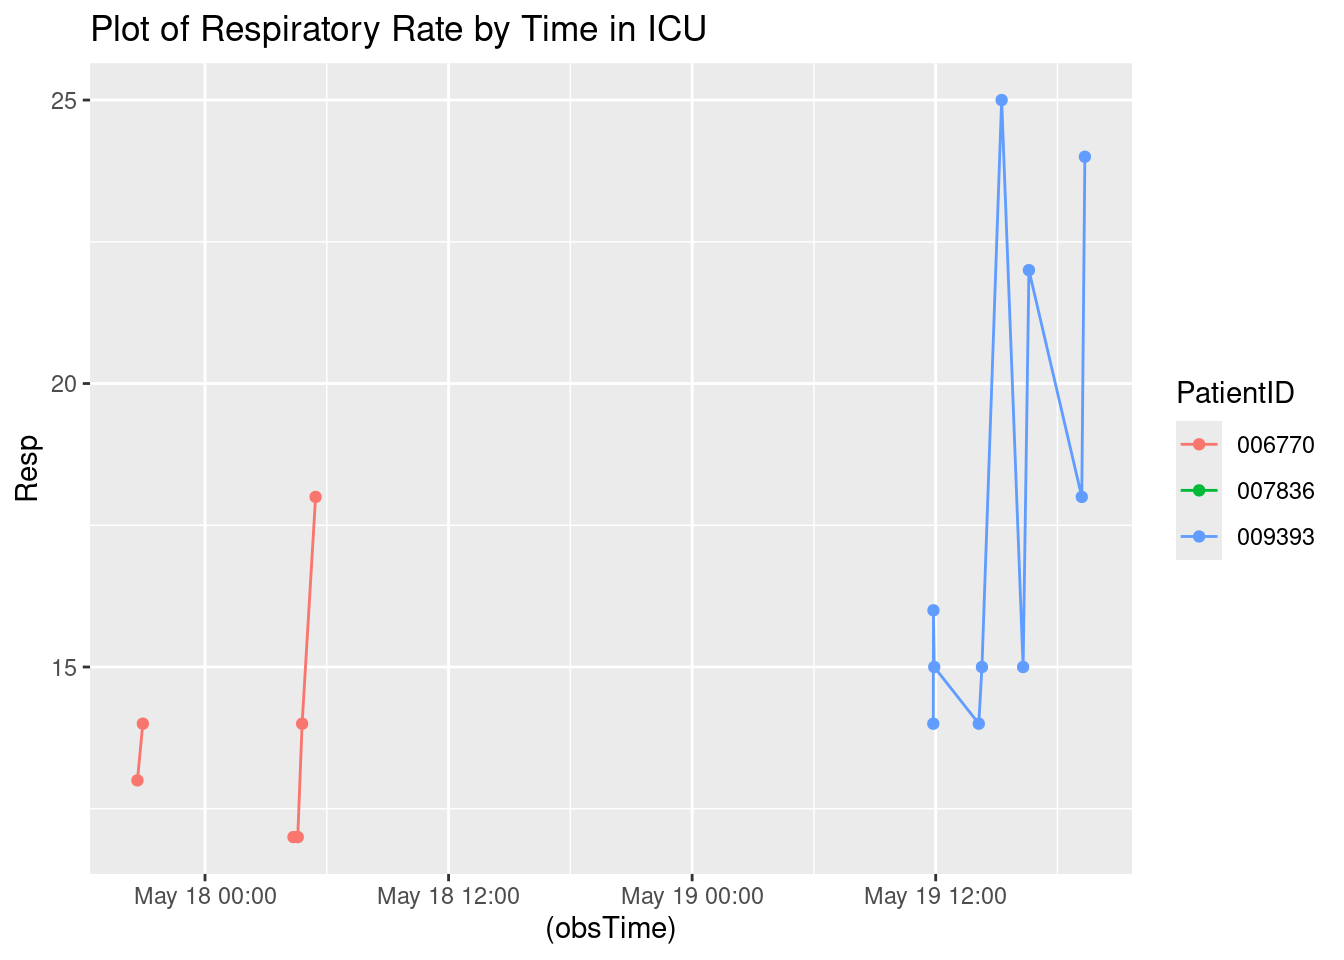 Plot of Respiratory Rate by Time in ICU
25
20
15
Resp
May 18 00:00
May 18 12:00
May 19 00:00
May 19 12:00
(obsTime)
PatientID
006770
007836
009393